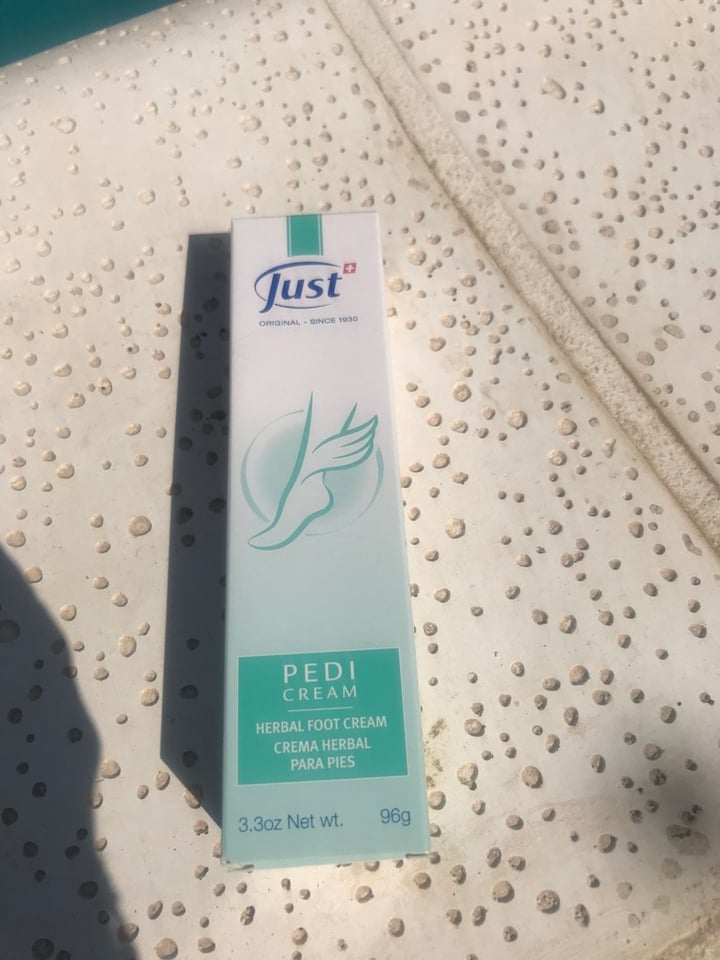 Just
ORIGINAL - SINCE 1930
PEDI
CREAM
HERBAL FOOT CREAM
CREMA HERBAL
PARA PIES
3.3oz Net wt. 96g